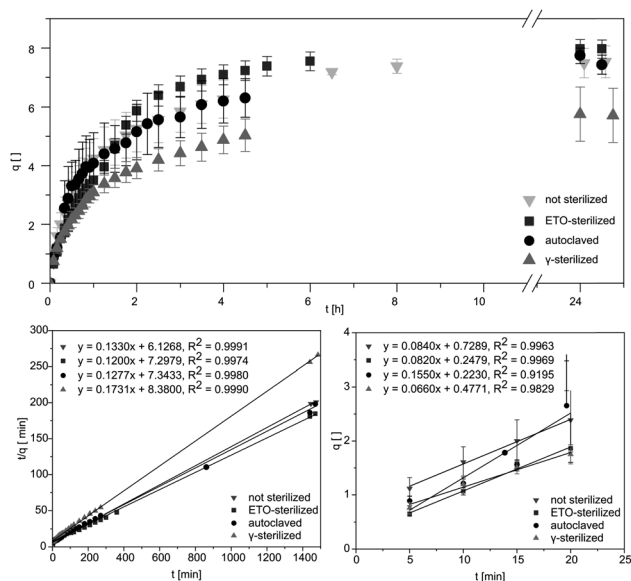 8
6
4
2
0
q [ ]
0 2 4 6 8 10 24
t [h]
not sterilized
ETO-sterilized
autoclaved
γ-sterilized
300
250
200
150
100
50
0
t/q [ min]
y = 0.1330x + 6.1268, R² = 0.9991
y = 0.1200x + 7.2979, R² = 0.9974
y = 0.1277x + 7.3433, R² = 0.9980
y = 0.1731x + 8.3800, R² = 0.9990
not sterilized
ETO-sterilized
autoclaved
γ-sterilized
0 200 400 600 800 1000 1200 1400
t [min]
4
3
2
1
0
q [ ]
y = 0.0840x + 0.7289, R² = 0.9963
y = 0.0820x + 0.2479, R² = 0.9969
y = 0.1550x + 0.2230, R² = 0.9195
y = 0.0660x + 0.4771, R² = 0.9829
not sterilized
ETO-sterilized
autoclaved
γ-sterilized
0 5 10 15 20 25
t [min]